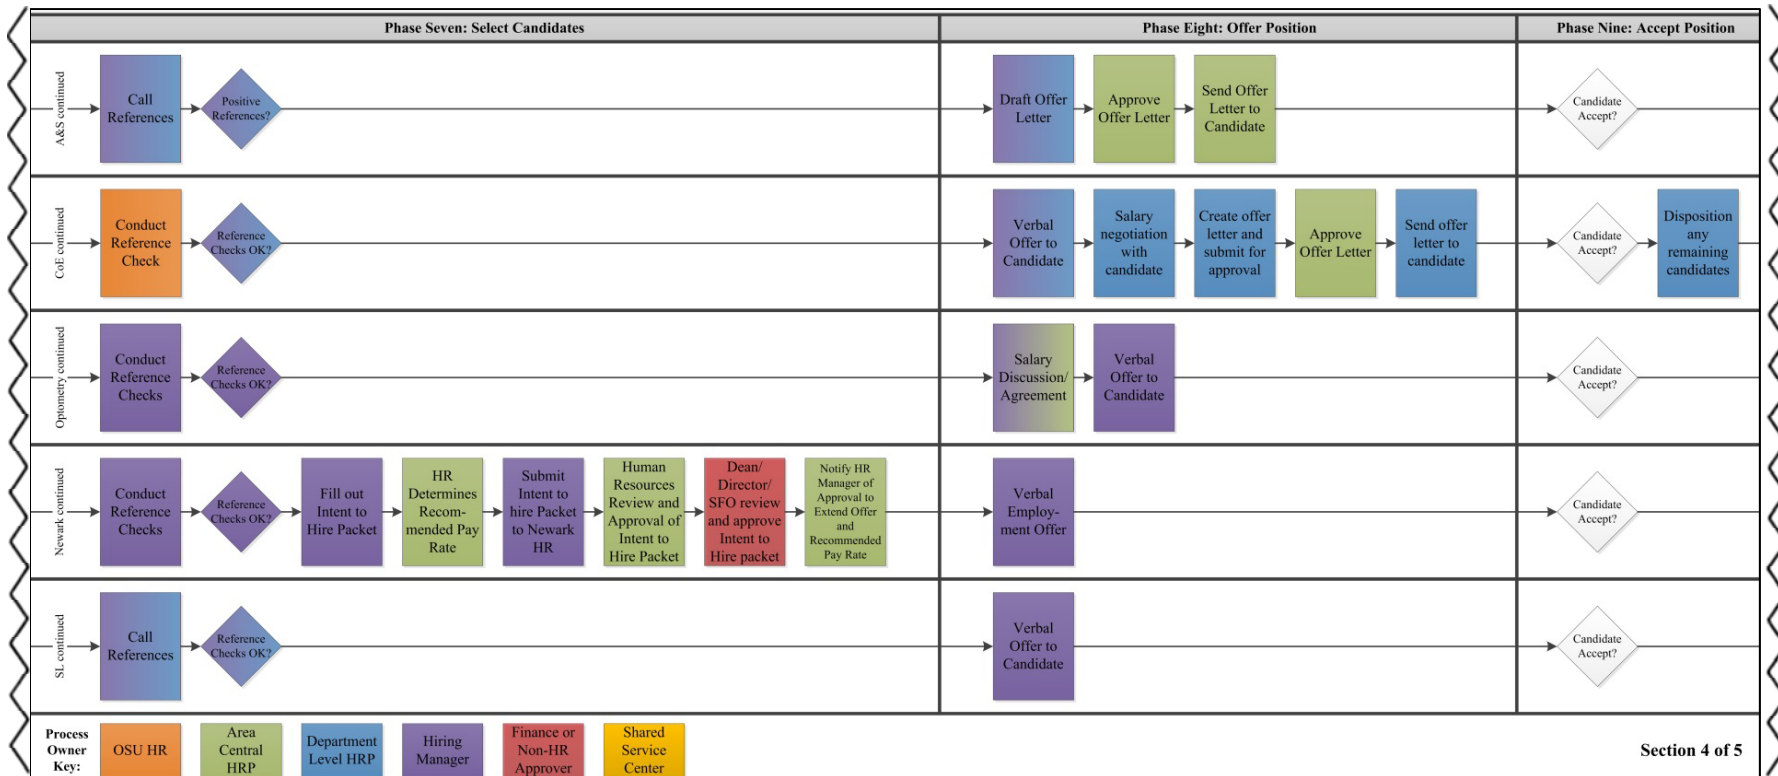 Phase Seven: Select Candidates
Phase Eight: Offer Position
Phase Nine: Accept Position
A&S continued
Call
References
Positive
References?
Draft Offer
Letter
Approve
Offer Letter
Send Offer
Letter to
Candidate
Candidate
Accept?
CoE continued
Conduct
Reference
Check
Reference
Checks OK?
Verbal
Offer to
Candidate
Salary
negotiation
with
candidate
Create offer
letter and
submit for
approval
Approve
Offer Letter
Send offer
letter to
candidate
Candidate
Accept?
Disposition
any
remaining
candidates
Optometry continued
Conduct
Reference
Checks
Reference
Checks OK?
Salary
Discussion/
Agreement
Verbal
Offer to
Candidate
Candidate
Accept?
Newark continued
Conduct
Reference
Checks
Reference
Checks OK?
Fill out
Intent to
Hire Packet
HR
Determines
Recom-
mended Pay
Rate
Submit
Intent to
hire Packet
to Newark
HR
Human
Resources
Review and
Approval of
Intent to
Hire Packet
Dean/
Director/
SFO review
and approve
Intent to
Hire packet
Notify HR
Manager of
Approval to
Extend Offer
and
Recommended
Pay Rate
Verbal
Employ-
ment Offer
Candidate
Accept?
SL continued
Call
References
Reference
Checks OK?
Verbal
Offer to
Candidate
Candidate
Accept?
Process
Owner
Key:
OSU HR
Area
Central
HRP
Department
Level HRP
Hiring
Manager
Finance or
Non-HR
Approver
Shared
Service
Center
Section 4 of 5